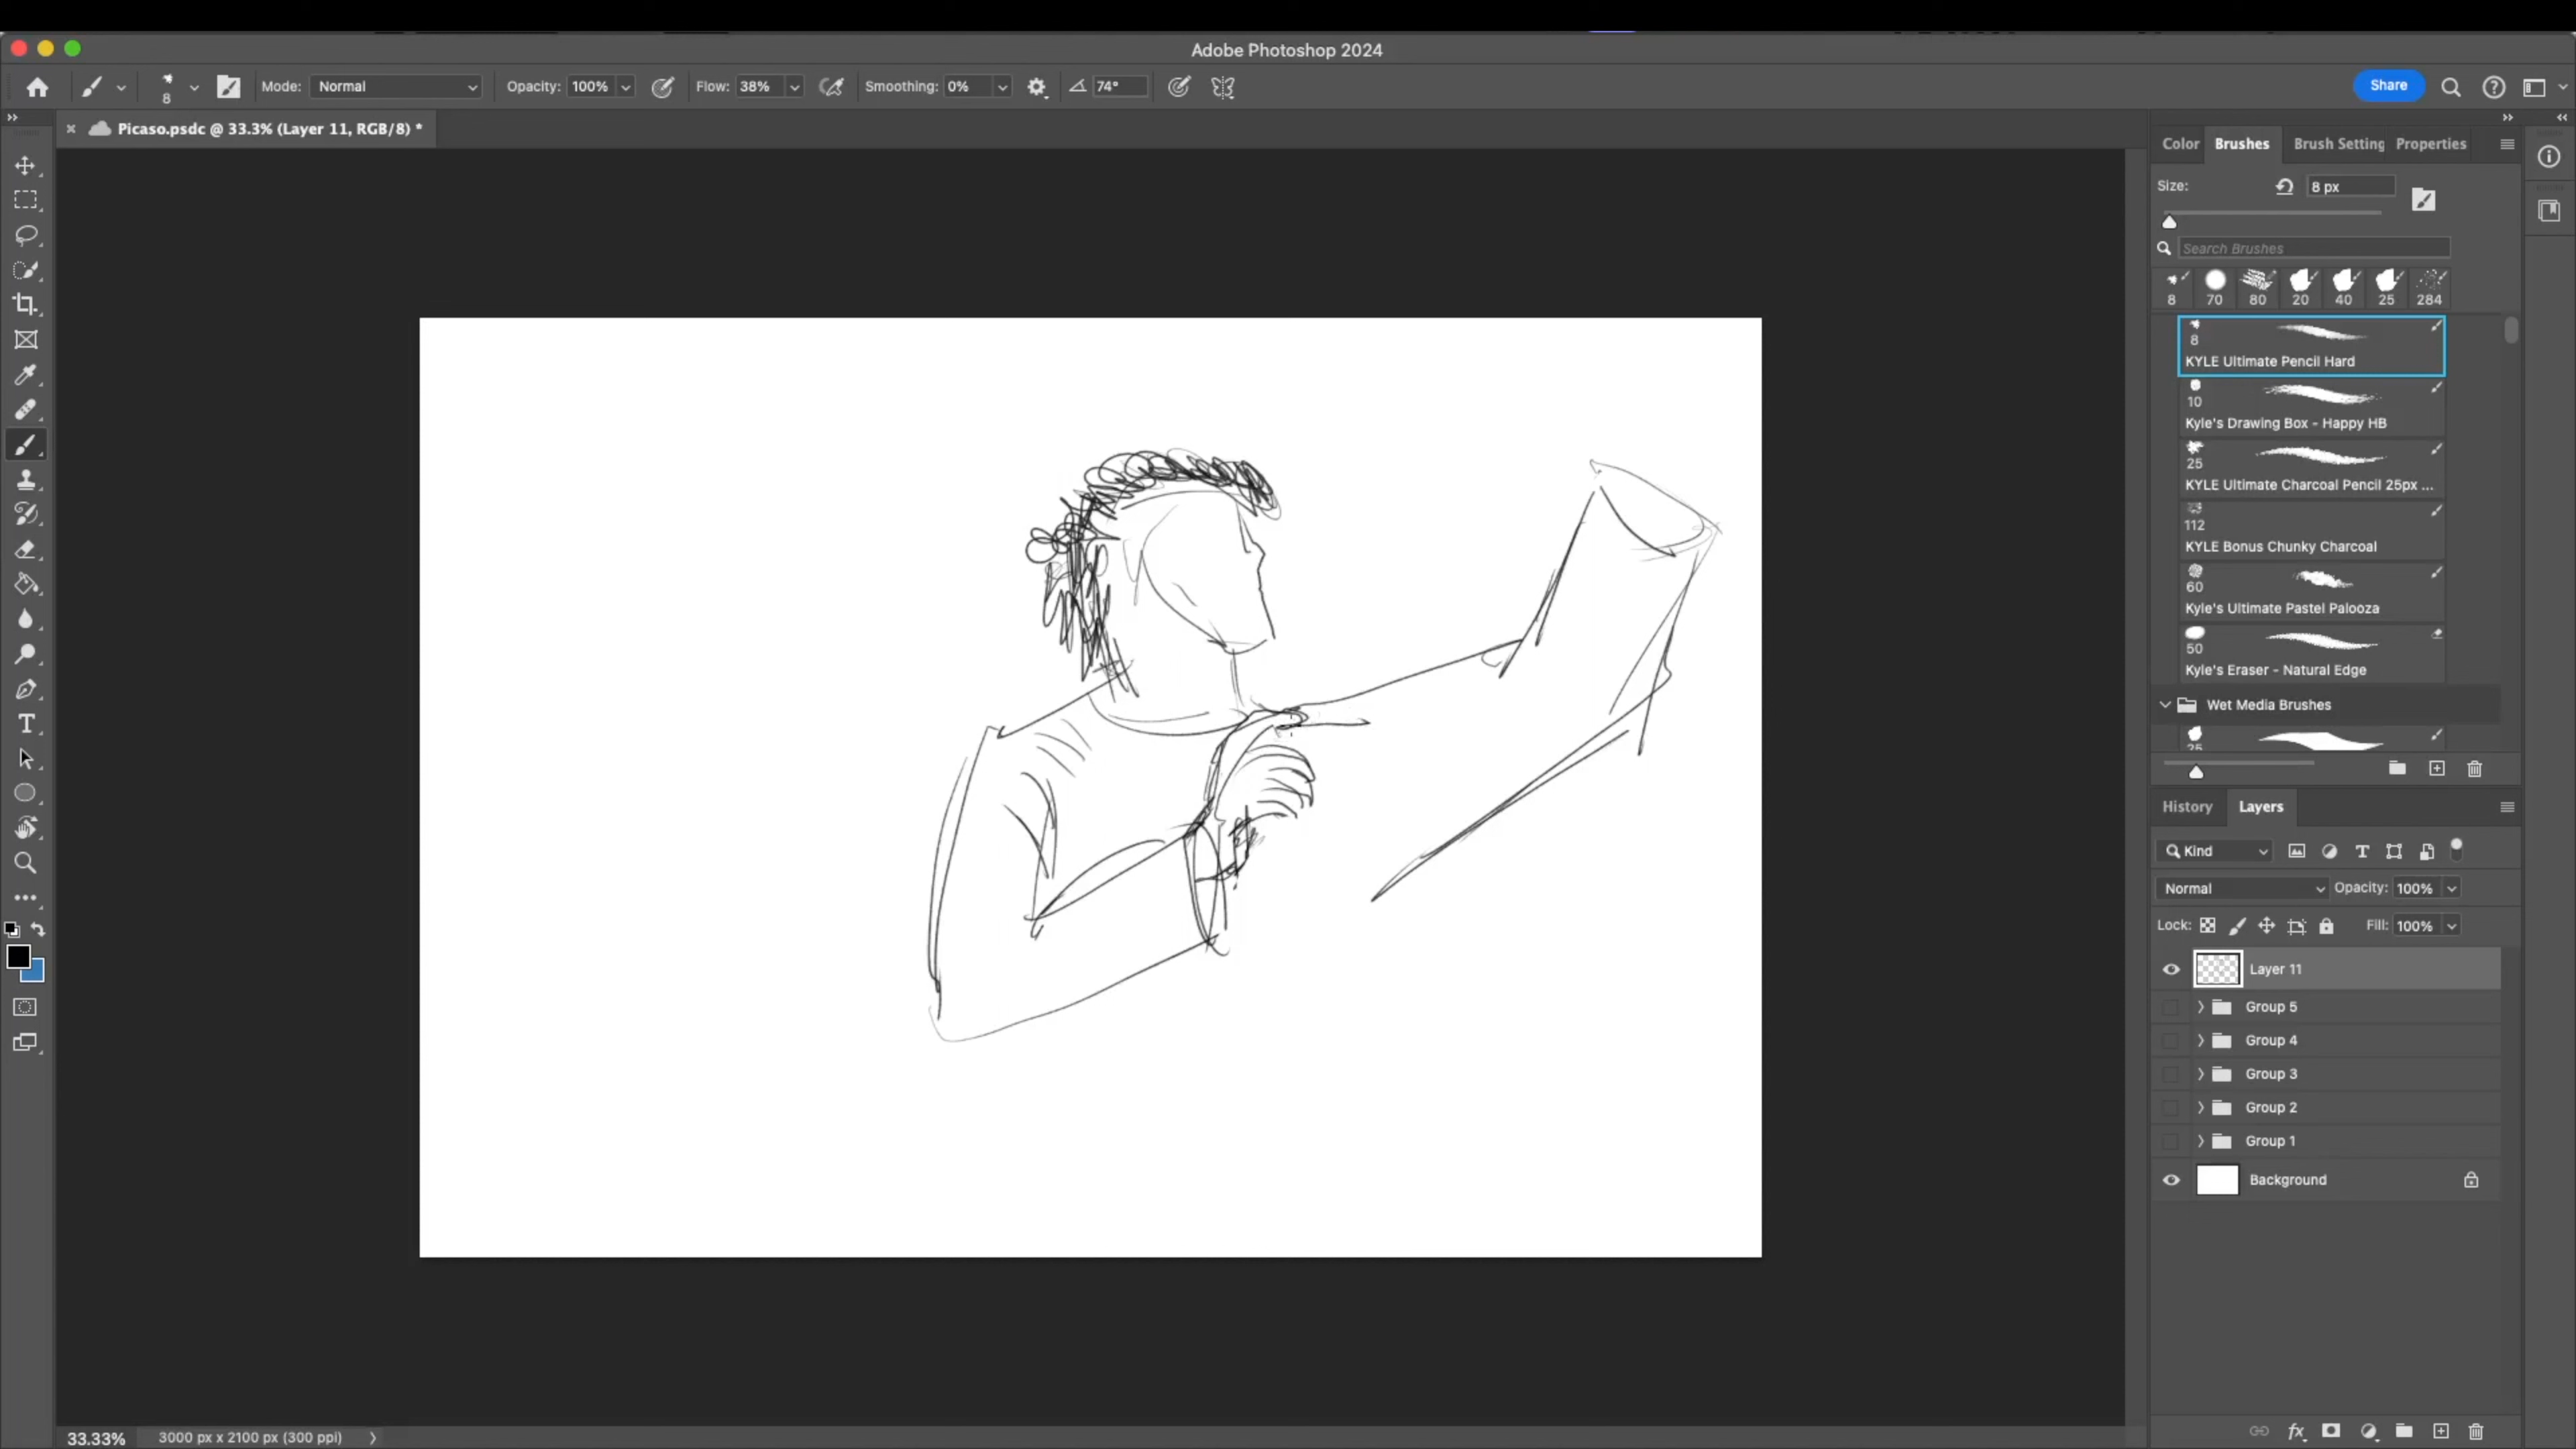 Adobe Photoshop 2024
8 Mode: Normal Opacity: 100% Flow: 38% Smoothing: 0% 74° Share
Picaso.psdc @ 33.3% (Layer 11, RGB/8) *
Color Brushes Brush Setting Properties
Size: 8 px
Search Brushes
8 70 80 20 40 25 284
8
KYLE Ultimate Pencil Hard
10
Kyle's Drawing Box - Happy HB
25
KYLE Ultimate Charcoal Pencil 25px ...
112
KYLE Bonus Chunky Charcoal
60
Kyle's Ultimate Pastel Palooza
50
Kyle's Eraser - Natural Edge
Wet Media Brushes
25
History Layers
Kind
Normal Opacity: 100%
Lock: Fill: 100%
Layer 11
Group 5
Group 4
Group 3
Group 2
Group 1
Background
33.33% 3000 px x 2100 px (300 ppi)